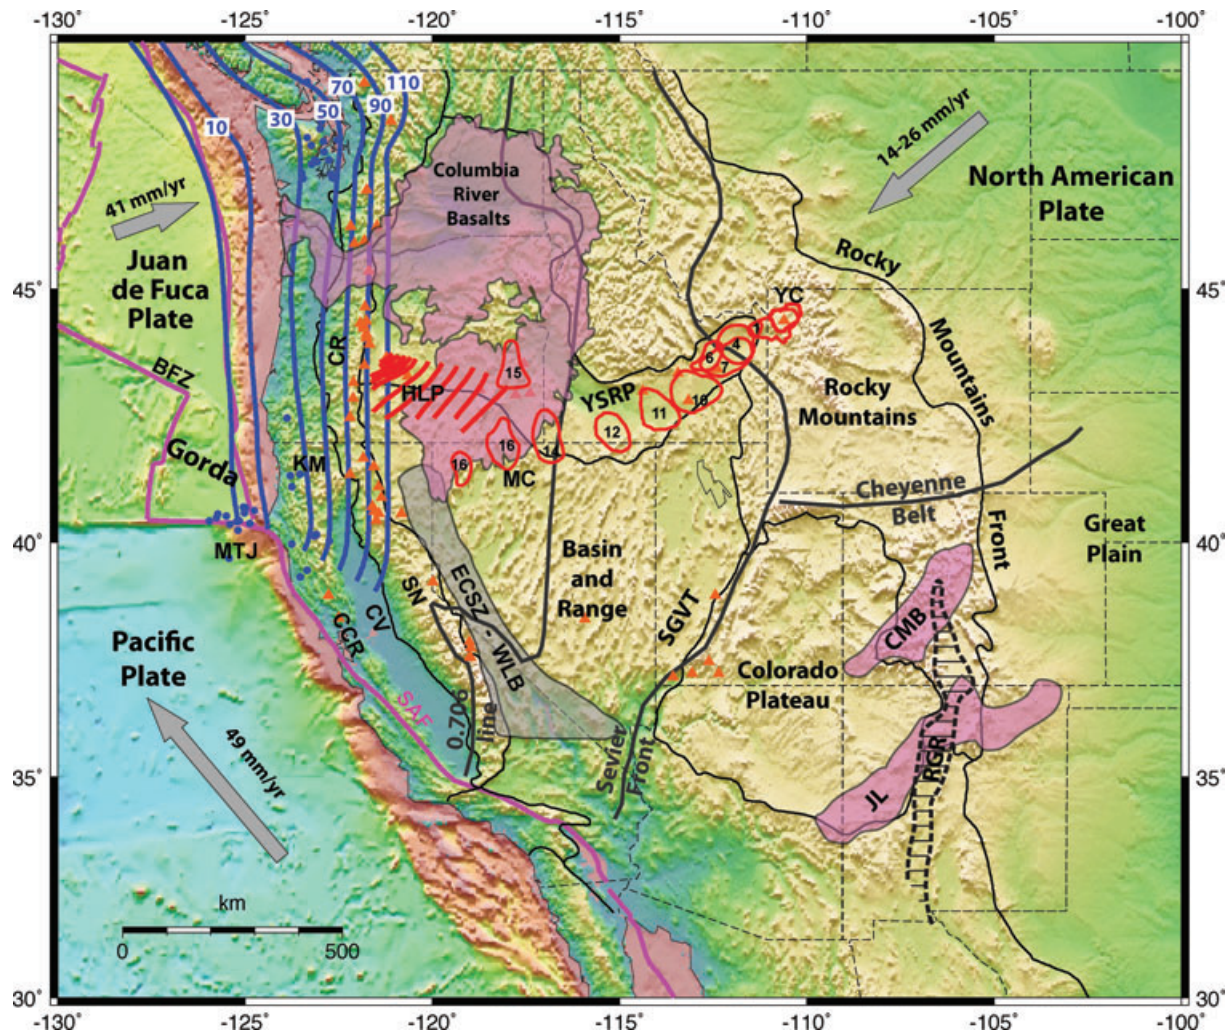 -130° -125° -120° -115° -110° -105° -100°
110
70
90
50
30
10
14-26 mm/yr
North American
Plate
Columbia
River
Basalts
41 mm/yr
Juan
de Fuca
Plate
Rocky
Mountains
Front
45° 45°
YC
BFZ
CR
HLP
15
1
4
6
7
YSRP
10
11
12
14
16
16
MC
Rocky
Mountains
Gorda
KM
Cheyenne
Belt
Great
Plain
40° 40°
MTJ
Basin
and
Range
ECSZ - WLB
SN
CV
CCR
SGVT
CMB
Pacific
Plate
Colorado
Plateau
SAF
0.706
line
49 mm/yr
Sevier
Front
RGR
JL
35° 35°
km
0 500
30° 30°
-130° -125° -120° -115° -110° -105° -100°